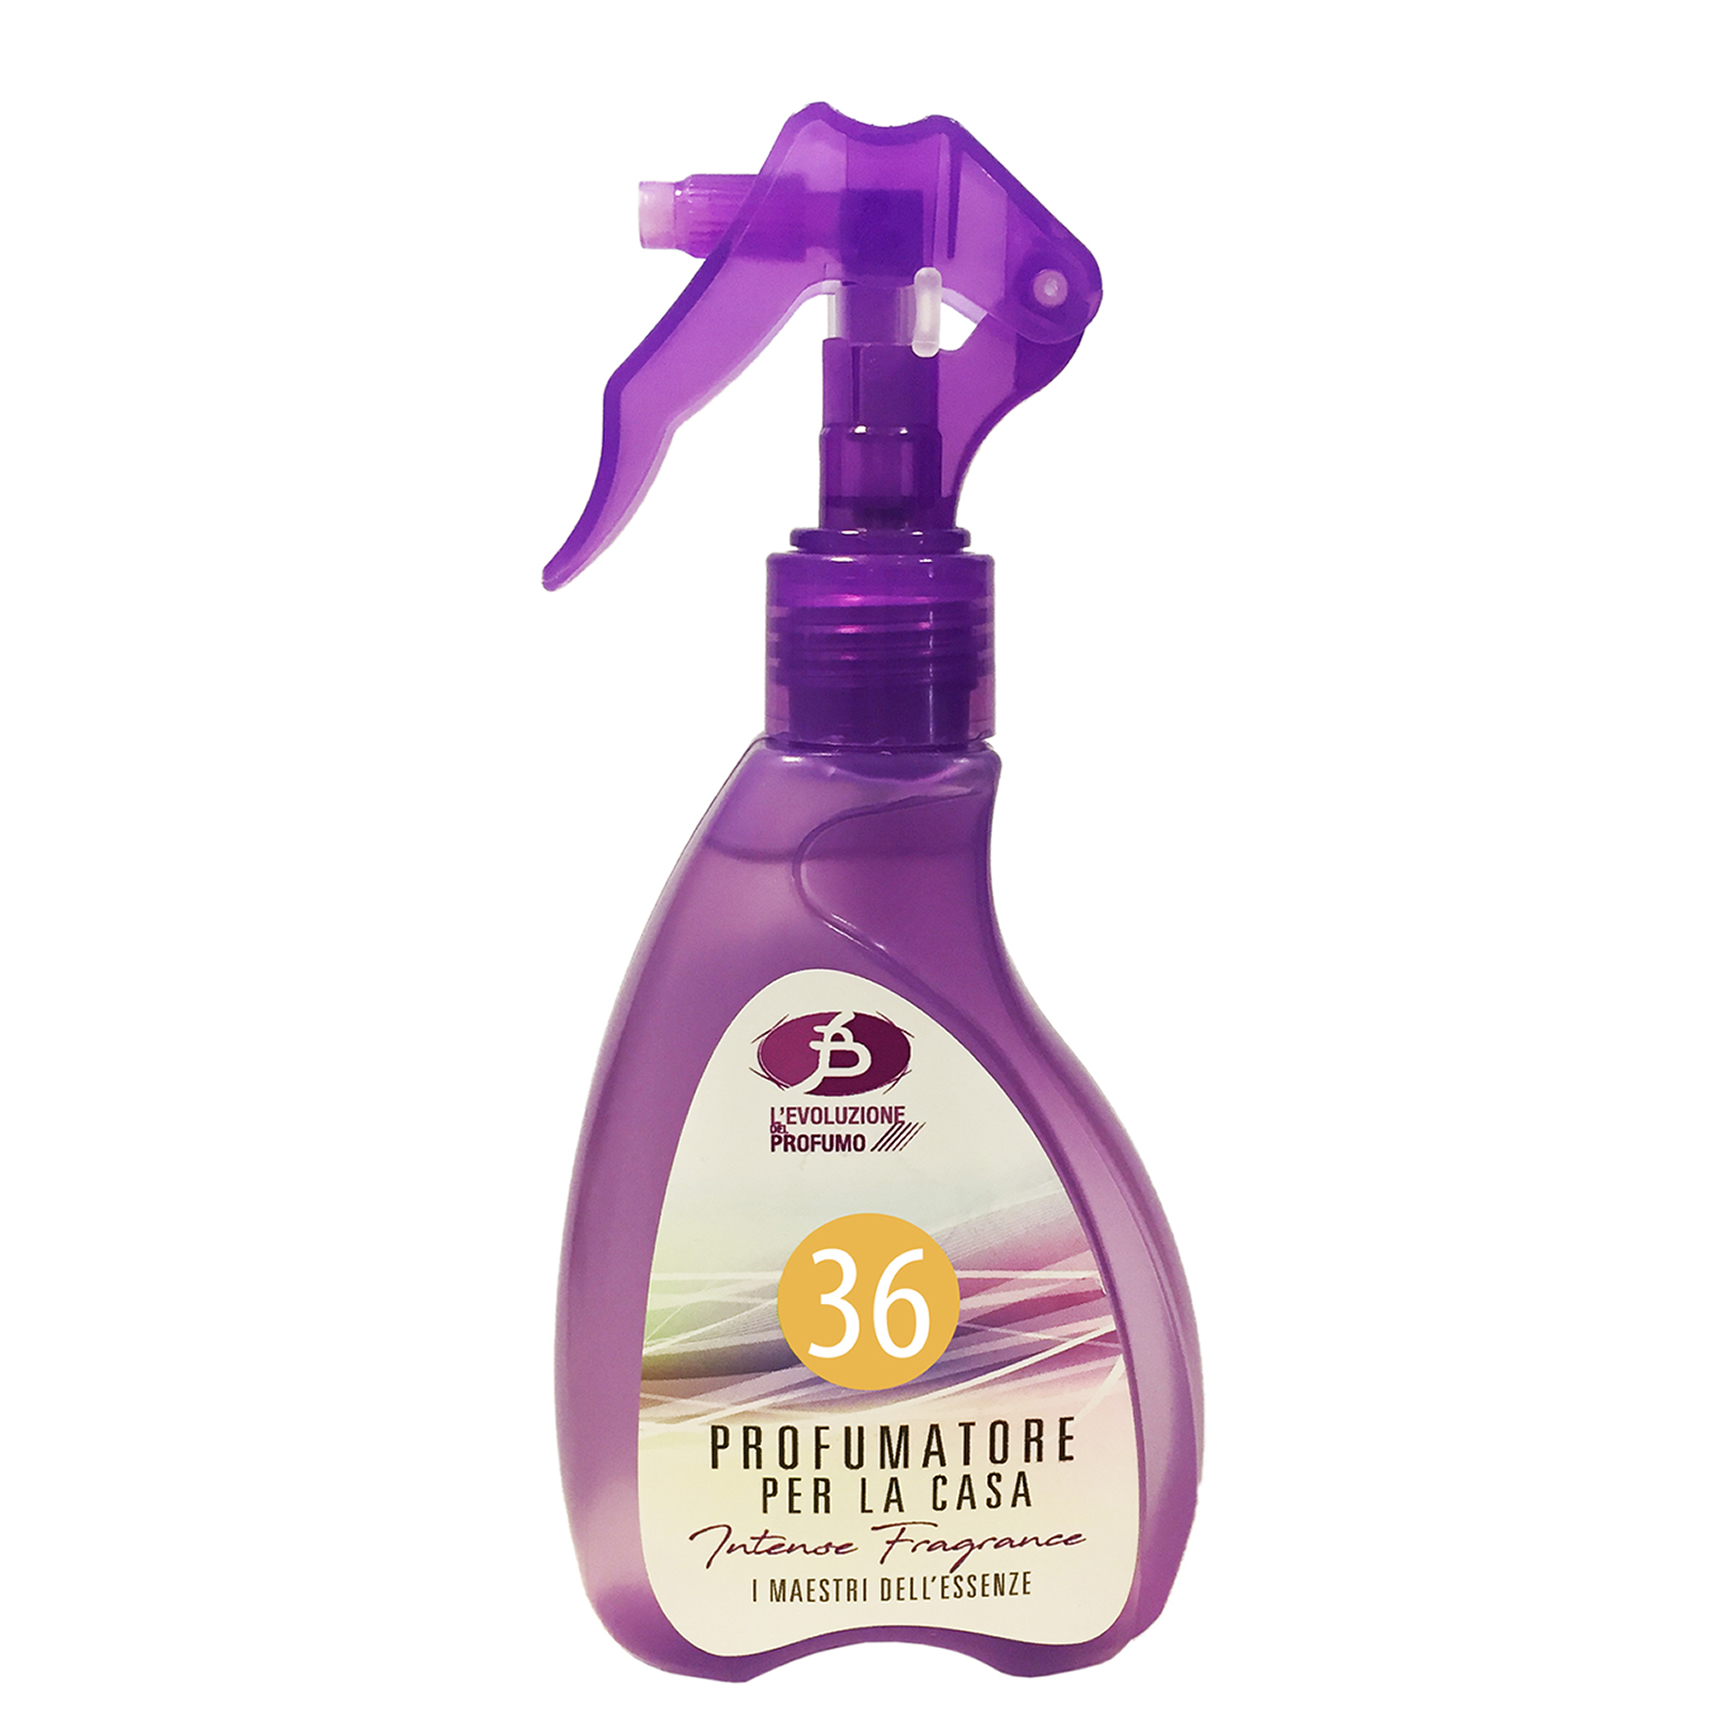 B
L'EVOLUZIONE
DEL
PROFUMO
36
PROFUMATORE
PER LA CASA
Intense Fragrance
I MAESTRI DELL'ESSENZE